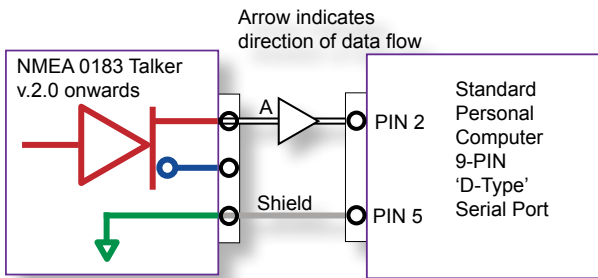 Arrow indicates
direction of data flow
NMEA 0183 Talker
v.2.0 onwards
A
PIN 2
Shield
PIN 5
Standard
Personal
Computer
9-PIN
‘D-Type’
Serial Port